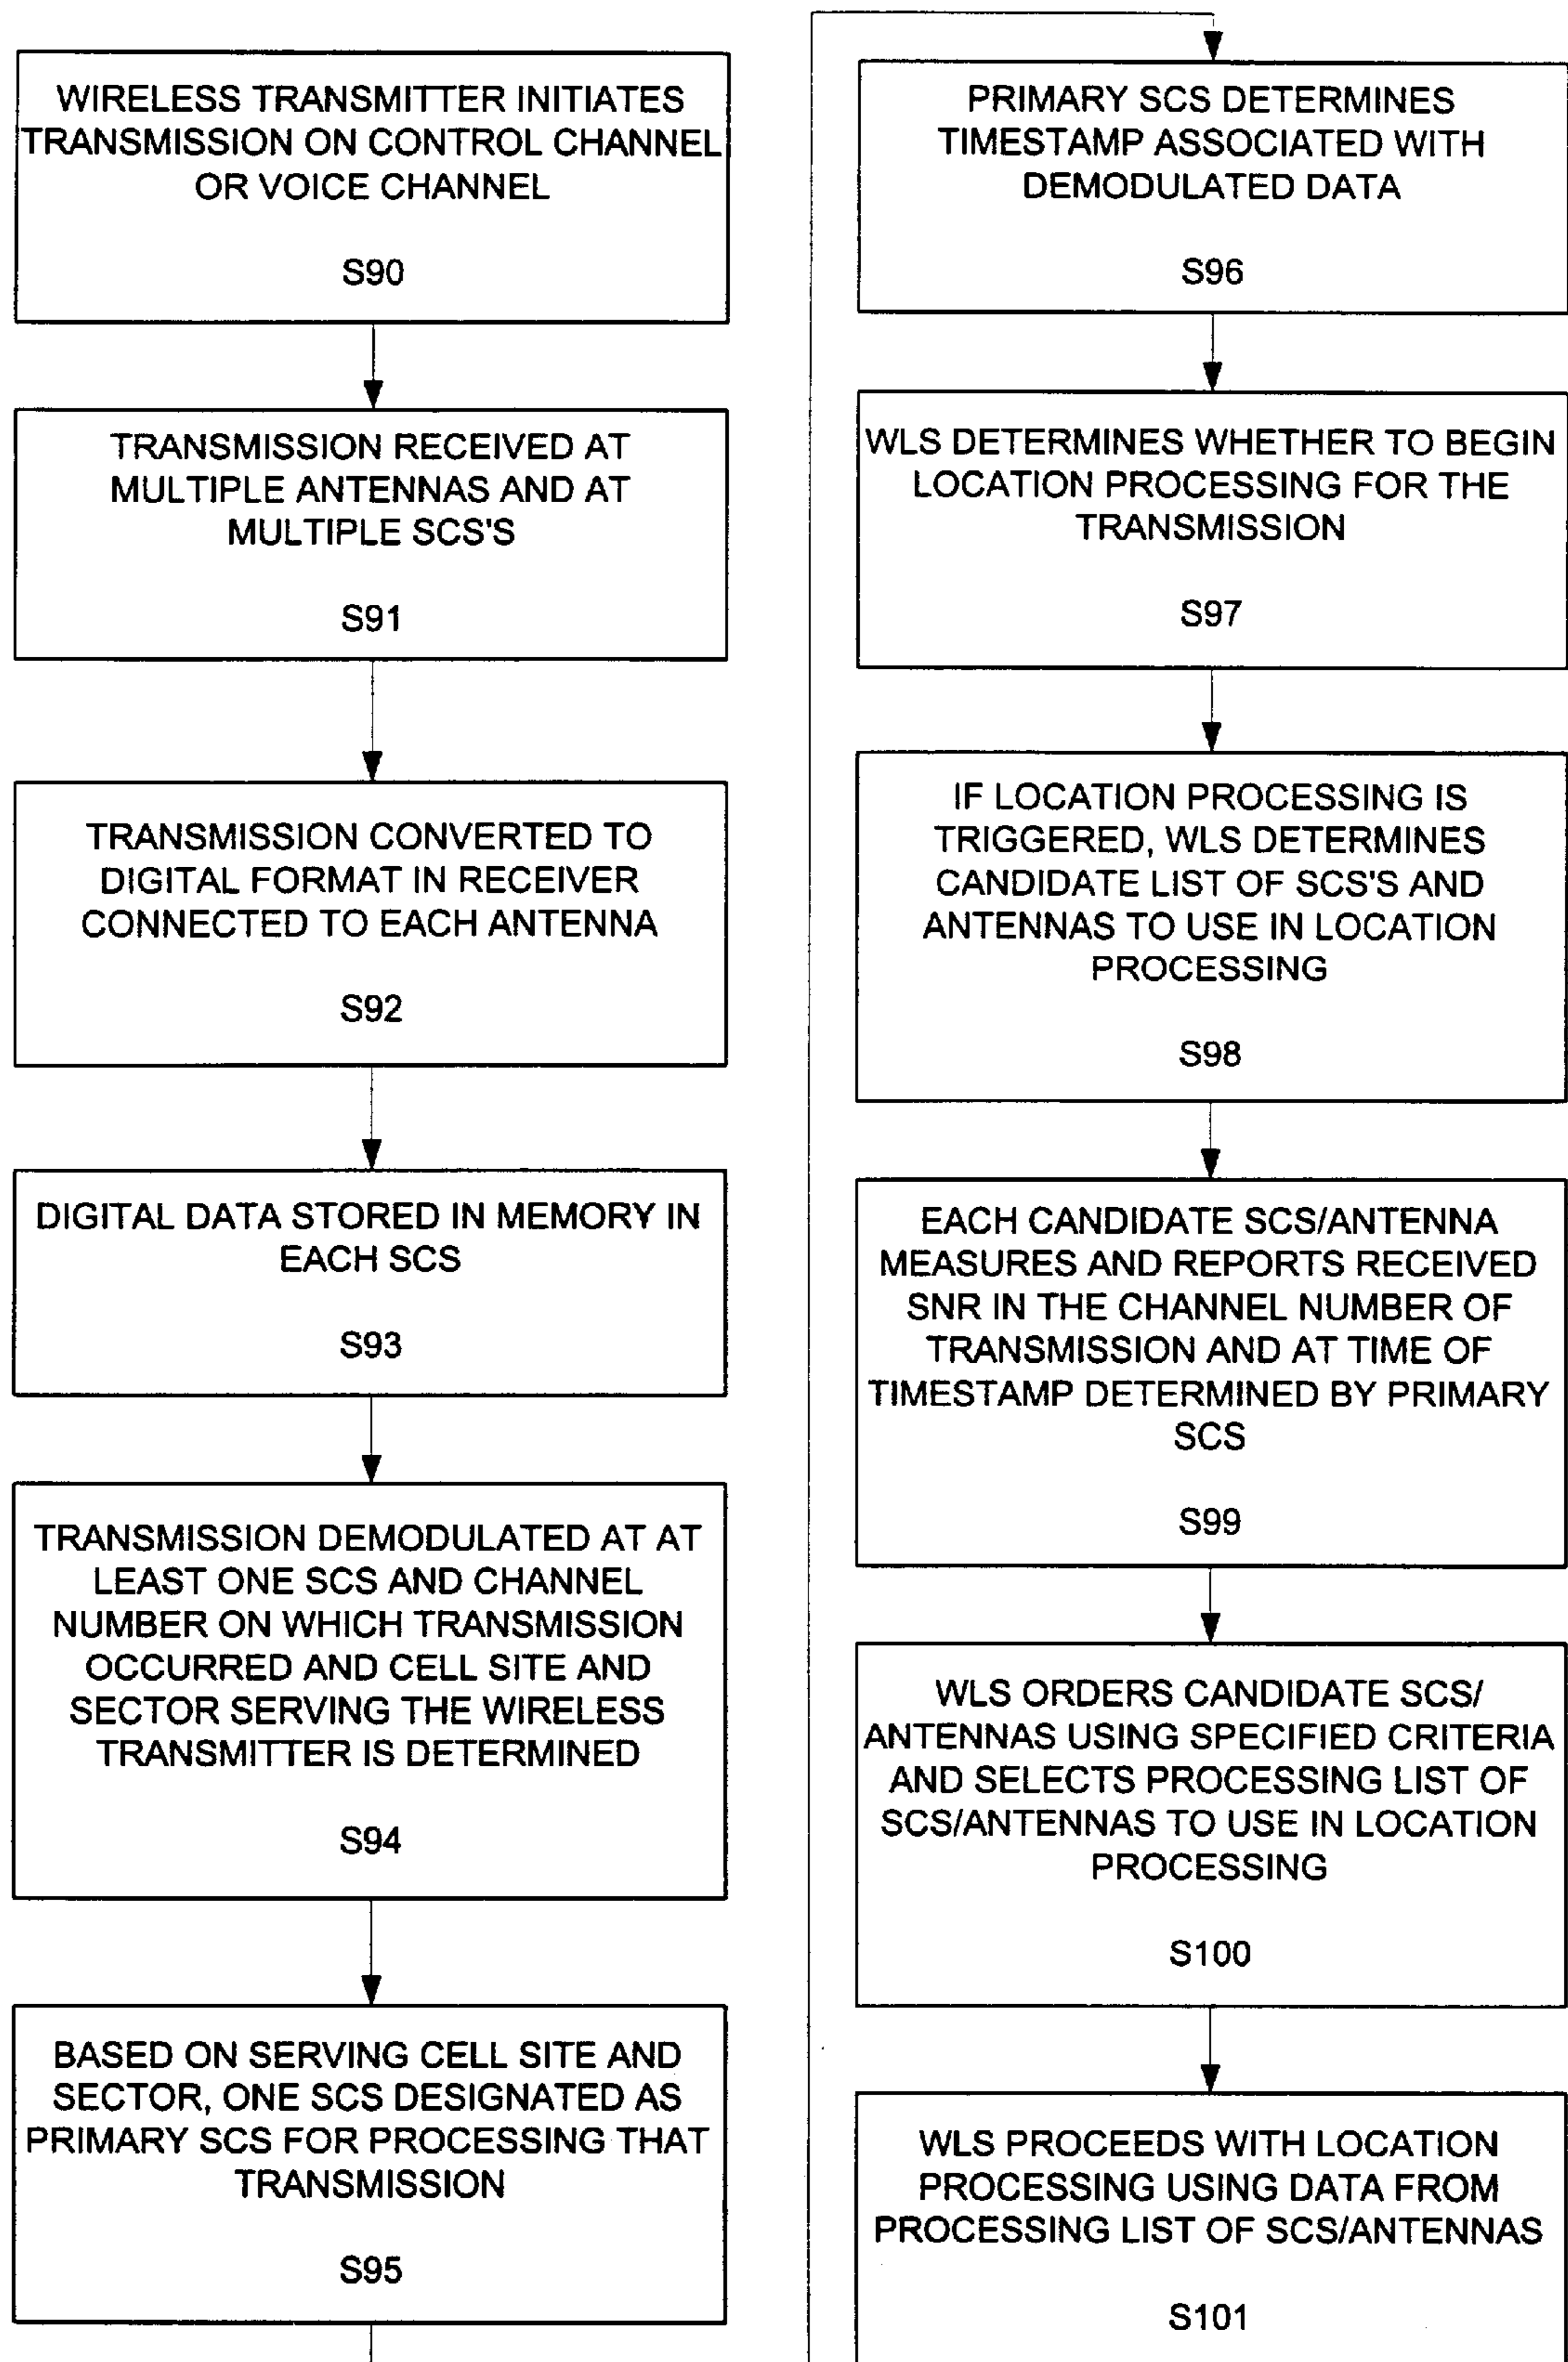 WIRELESS TRANSMITTER INITIATES
TRANSMISSION ON CONTROL CHANNEL
OR VOICE CHANNEL
S90
TRANSMISSION RECEIVED AT
MULTIPLE ANTENNAS AND AT
MULTIPLE SCS'S
S91
TRANSMISSION CONVERTED TO
DIGITAL FORMAT IN RECEIVER
CONNECTED TO EACH ANTENNA
S92
DIGITAL DATA STORED IN MEMORY IN
EACH SCS
S93
TRANSMISSION DEMODULATED AT AT
LEAST ONE SCS AND CHANNEL
NUMBER ON WHICH TRANSMISSION
OCCURRED AND CELL SITE AND
SECTOR SERVING THE WIRELESS
TRANSMITTER IS DETERMINED
S94
BASED ON SERVING CELL SITE AND
SECTOR, ONE SCS DESIGNATED AS
PRIMARY SCS FOR PROCESSING THAT
TRANSMISSION
S95
PRIMARY SCS DETERMINES
TIMESTAMP ASSOCIATED WITH
DEMODULATED DATA
S96
WLS DETERMINES WHETHER TO BEGIN
LOCATION PROCESSING FOR THE
TRANSMISSION
S97
IF LOCATION PROCESSING IS
TRIGGERED, WLS DETERMINES
CANDIDATE LIST OF SCS'S AND
ANTENNAS TO USE IN LOCATION
PROCESSING
S98
EACH CANDIDATE SCS/ANTENNA
MEASURES AND REPORTS RECEIVED
SNR IN THE CHANNEL NUMBER OF
TRANSMISSION AND AT TIME OF
TIMESTAMP DETERMINED BY PRIMARY
SCS
S99
WLS ORDERS CANDIDATE SCS/
ANTENNAS USING SPECIFIED CRITERIA
AND SELECTS PROCESSING LIST OF
SCS/ANTENNAS TO USE IN LOCATION
PROCESSING
S100
WLS PROCEEDS WITH LOCATION
PROCESSING USING DATA FROM
PROCESSING LIST OF SCS/ANTENNAS
S101